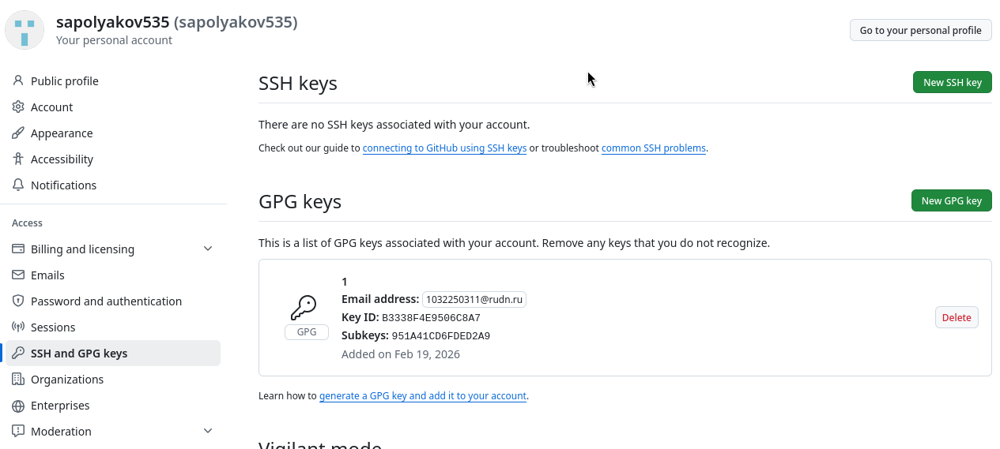 sapolyakov535 (sapolyakov535)
Your personal account
Go to your personal profile
Public profile
Account
Appearance
Accessibility
Notifications
Access
Billing and licensing
Emails
Password and authentication
Sessions
SSH and GPG keys
Organizations
Enterprises
Moderation
SSH keys
New SSH key
There are no SSH keys associated with your account.
Check out our guide to connecting to GitHub using SSH keys or troubleshoot common SSH problems.
GPG keys
New GPG key
This is a list of GPG keys associated with your account. Remove any keys that you do not recognize.
GPG
1
Email address: 1032250311@rudn.ru
Key ID: B3338F4E9506C8A7
Subkeys: 951A41CD6FDED2A9
Added on Feb 19, 2026
Delete
Learn how to generate a GPG key and add it to your account.
Vigilant mode